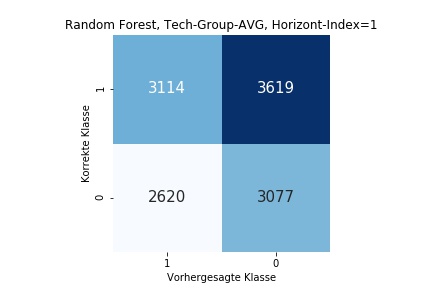 Random Forest, Tech-Group-AVG, Horizont-Index=1
Korrekte Klasse
1
3114 3619
0
2620 3077
1 0
Vorhergesagte Klasse